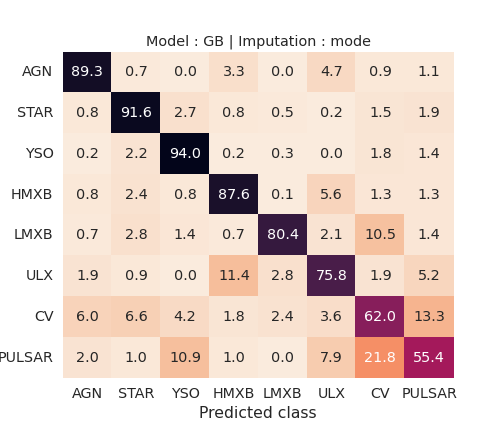 Model : GB | Imputation : mode
AGN 89.3 0.7 0.0 3.3 0.0 4.7 0.9 1.1
STAR 0.8 91.6 2.7 0.8 0.5 0.2 1.5 1.9
YSO 0.2 2.2 94.0 0.2 0.3 0.0 1.8 1.4
HMXB 0.8 2.4 0.8 87.6 0.1 5.6 1.3 1.3
LMXB 0.7 2.8 1.4 0.7 80.4 2.1 10.5 1.4
ULX 1.9 0.9 0.0 11.4 2.8 75.8 1.9 5.2
CV 6.0 6.6 4.2 1.8 2.4 3.6 62.0 13.3
PULSAR 2.0 1.0 10.9 1.0 0.0 7.9 21.8 55.4
AGN STAR YSO HMXB LMXB ULX CV PULSAR
Predicted class